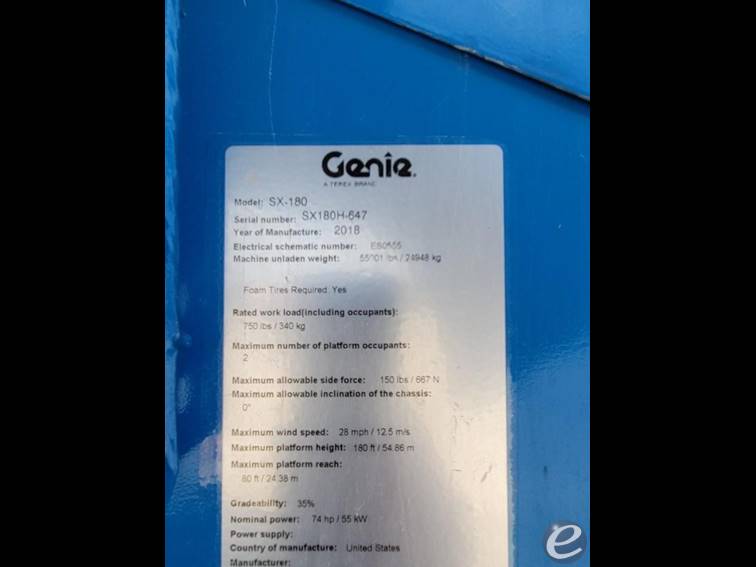 Genie®
A TEREX BRAND
Model: SX-180
Serial number: SX180H-647
Year of Manufacture: 2018
Electrical schematic number:
Machine unladen weight: lbs / 24948 kg
Foam Tires Required: Yes
Rated work load(including occupants):
750 lbs / 340 kg
Maximum number of platform occupants:
2
Maximum allowable side force: 150 lbs / 667 N
Maximum allowable inclination of the chassis:
0°
Maximum wind speed: 28 mph / 12.5 m/s
Maximum platform height: 180 ft / 54.86 m
Maximum platform reach:
80 ft / 24.38 m
Gradeability: 35%
Nominal power: 74 hp / 55 kW
Power supply:
Country of manufacture: United States
Manufacturer:
e